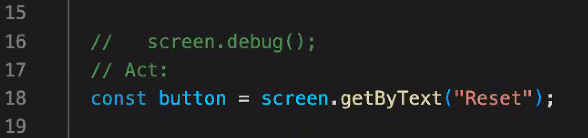 15
16 //   screen.debug();
17 // Act:
18 const button = screen.getByText("Reset");
19